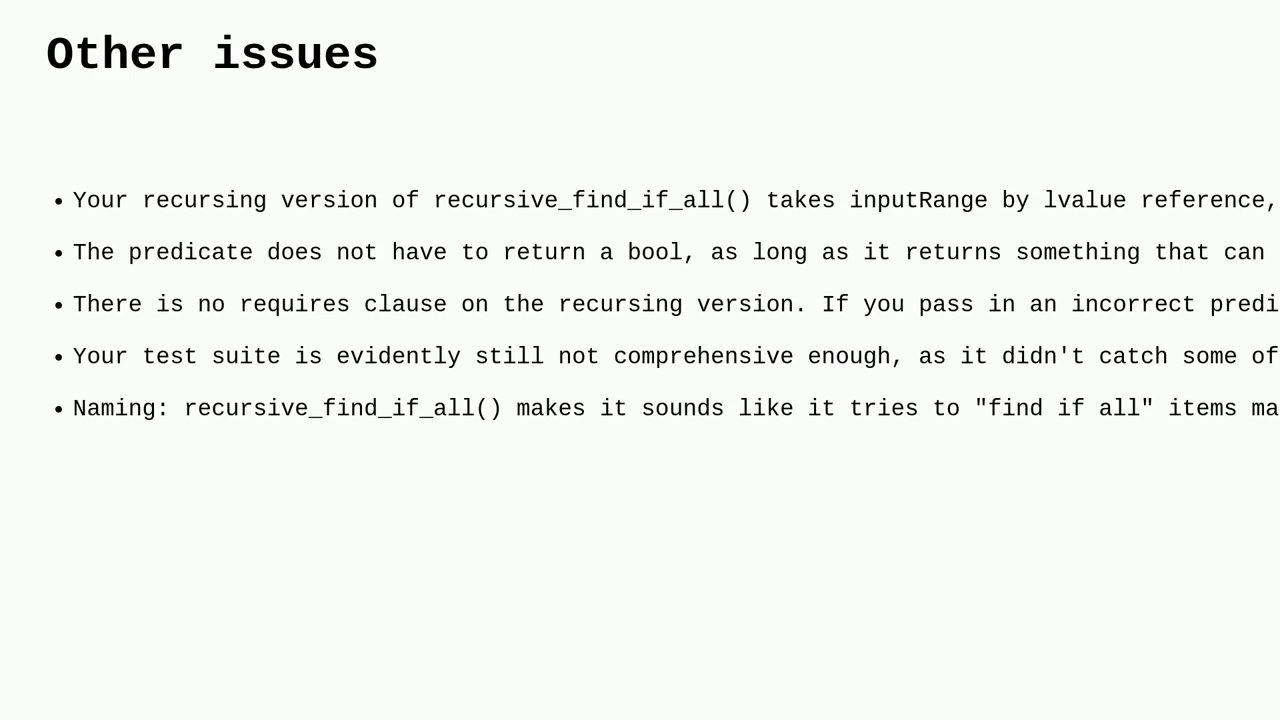 Other issues
• Your recursing version of recursive_find_if_all() takes inputRange by lvalue reference,
• The predicate does not have to return a bool, as long as it returns something that can
• There is no requires clause on the recursing version. If you pass in an incorrect predi
• Your test suite is evidently still not comprehensive enough, as it didn't catch some of
• Naming: recursive_find_if_all() makes it sounds like it tries to "find if all" items ma